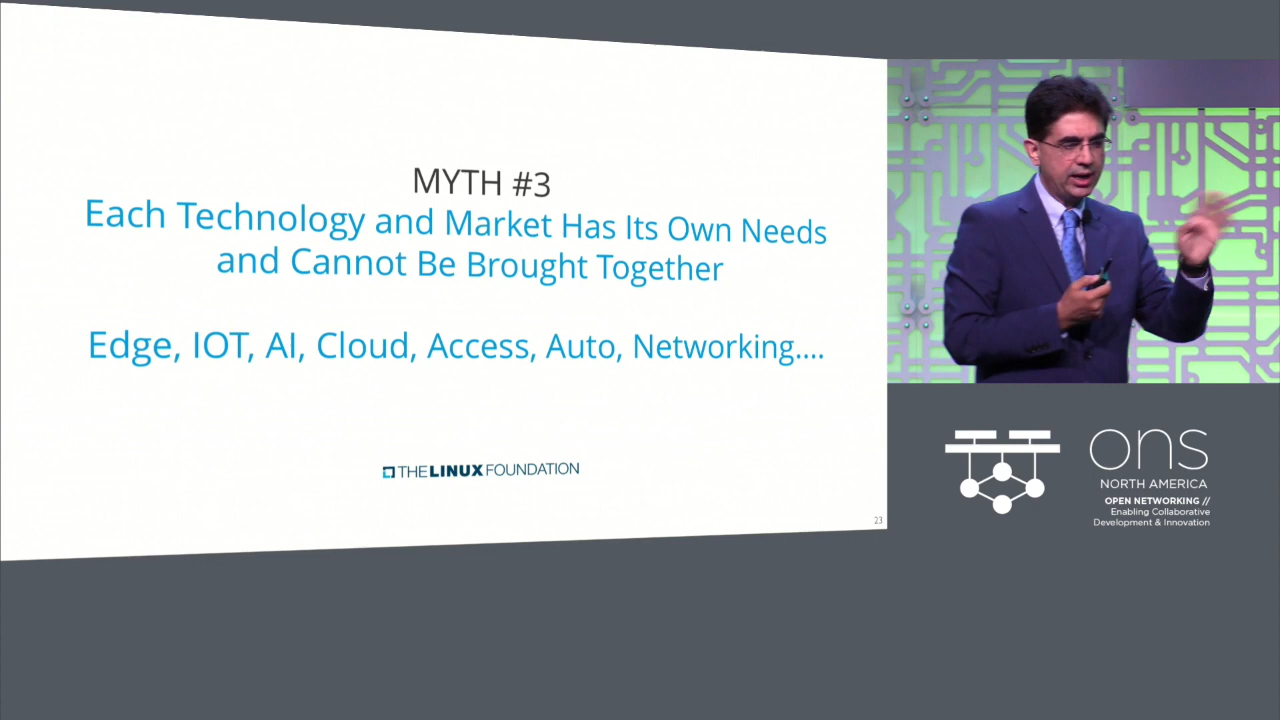 MYTH #3
Each Technology and Market Has Its Own Needs
and Cannot Be Brought Together
Edge, IOT, AI, Cloud, Access, Auto, Networking....
THE LINUX FOUNDATION
23
ons
NORTH AMERICA
OPEN NETWORKING //
Enabling Collaborative
Development & Innovation